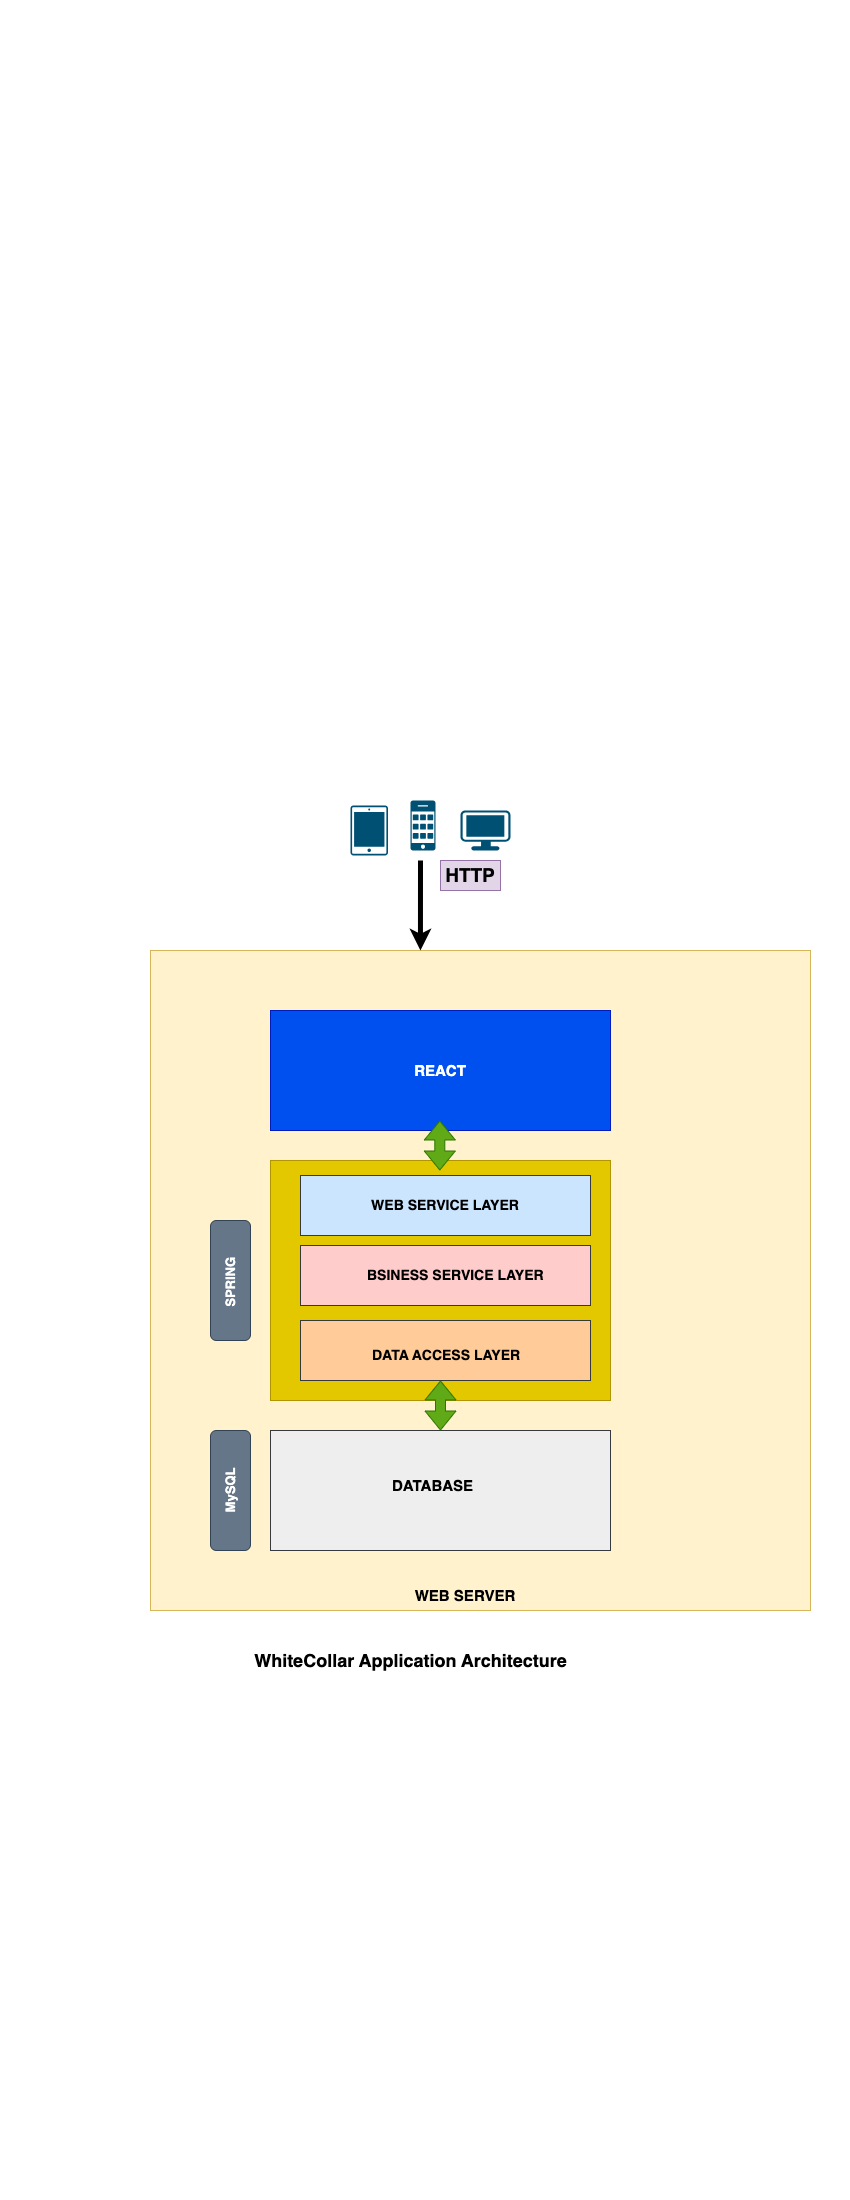 HTTP
REACT
WEB SERVICE LAYER
SPRING
BSINESS SERVICE LAYER
DATA ACCESS LAYER
MySQL
DATABASE
WEB SERVER
WhiteCollar Application Architecture